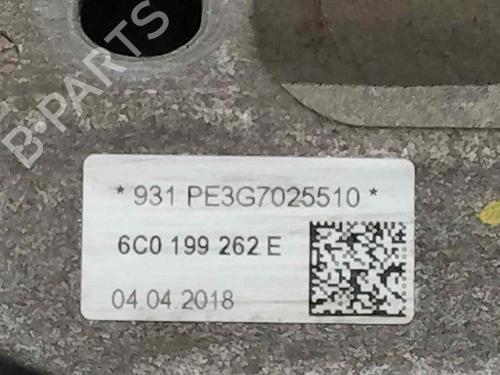 B-PARTS
* 931 PE3G7025510 *
6C0 199 262 E
04.04.2018